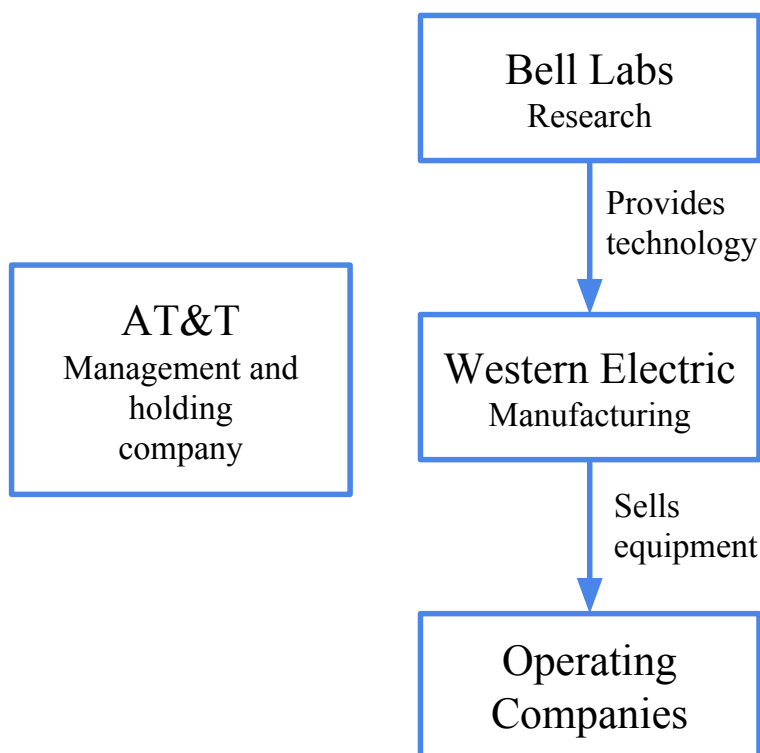 Bell Labs
Research
Provides
technology
AT&T
Management and
holding
company
Western Electric
Manufacturing
Sells
equipment
Operating
Companies